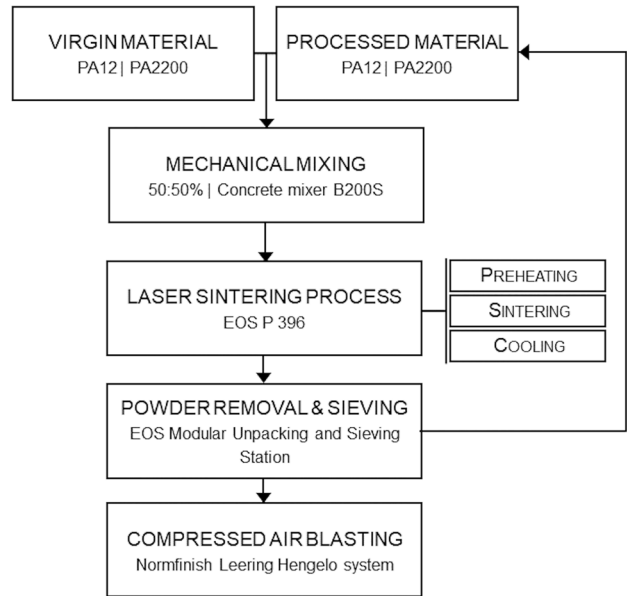 VIRGIN MATERIAL
PA12 | PA2200
PROCESSED MATERIAL
PA12 | PA2200
MECHANICAL MIXING
50:50% | Concrete mixer B200S
LASER SINTERING PROCESS
EOS P 396
PREHEATING
SINTERING
COOLING
POWDER REMOVAL & SIEVING
EOS Modular Unpacking and Sieving
Station
COMPRESSED AIR BLASTING
Normfinish Leering Hengelo system